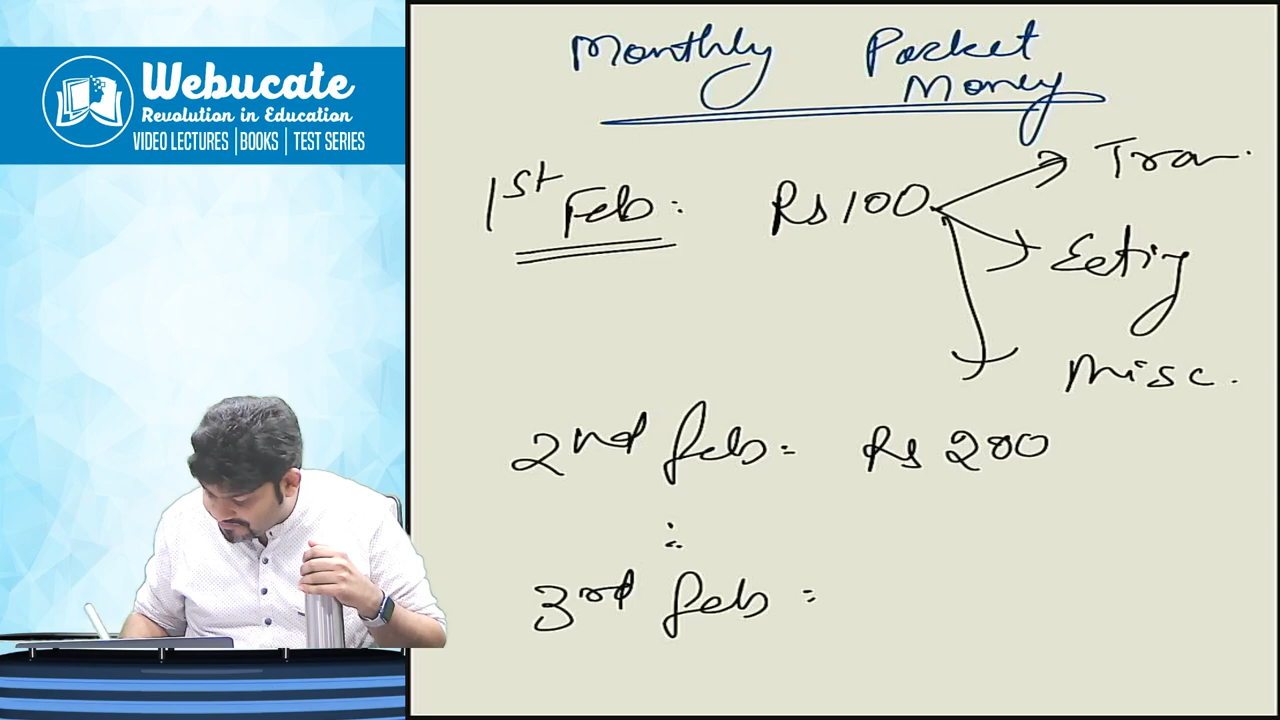 Webucate
Revolution in Education
VIDEO LECTURES | BOOKS | TEST SERIES
Monthly Pocket
Money
1st Feb: Rs 100
Tran.
Eating
Misc.
2nd Feb = Rs 200
3rd Feb =